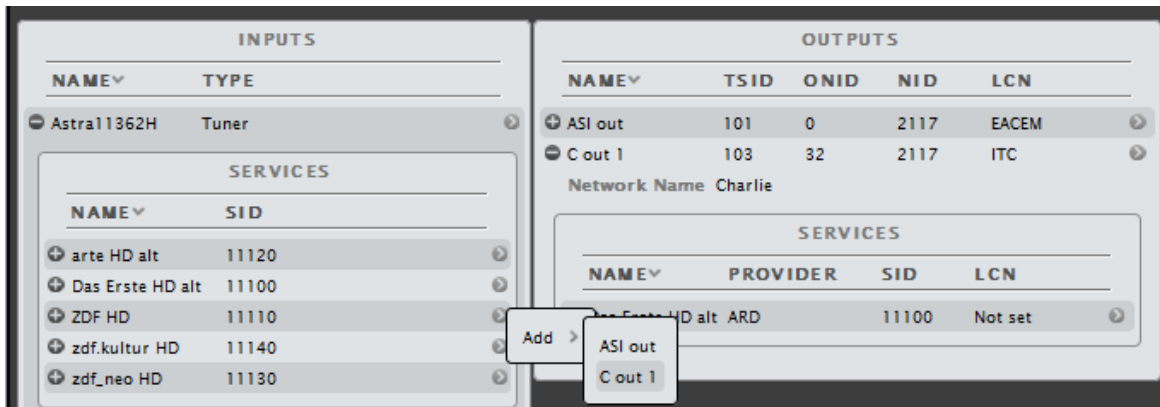 INPUTS
NAME TYPE
Astra11362H Tuner
SERVICES
NAME SID
arte HD alt 11120
Das Erste HD alt 11100
ZDF HD 11110
zdf.kultur HD 11140
zdf_neo HD 11130
OUTPUTS
NAME TSID ONID NID LCN
ASI out 101 0 2117 EACEM
C out 1 103 32 2117 ITC
Network Name Charlie
SERVICES
NAME PROVIDER SID LCN
Erste HD alt ARD 11100 Not set
Add >
ASI out
C out 1